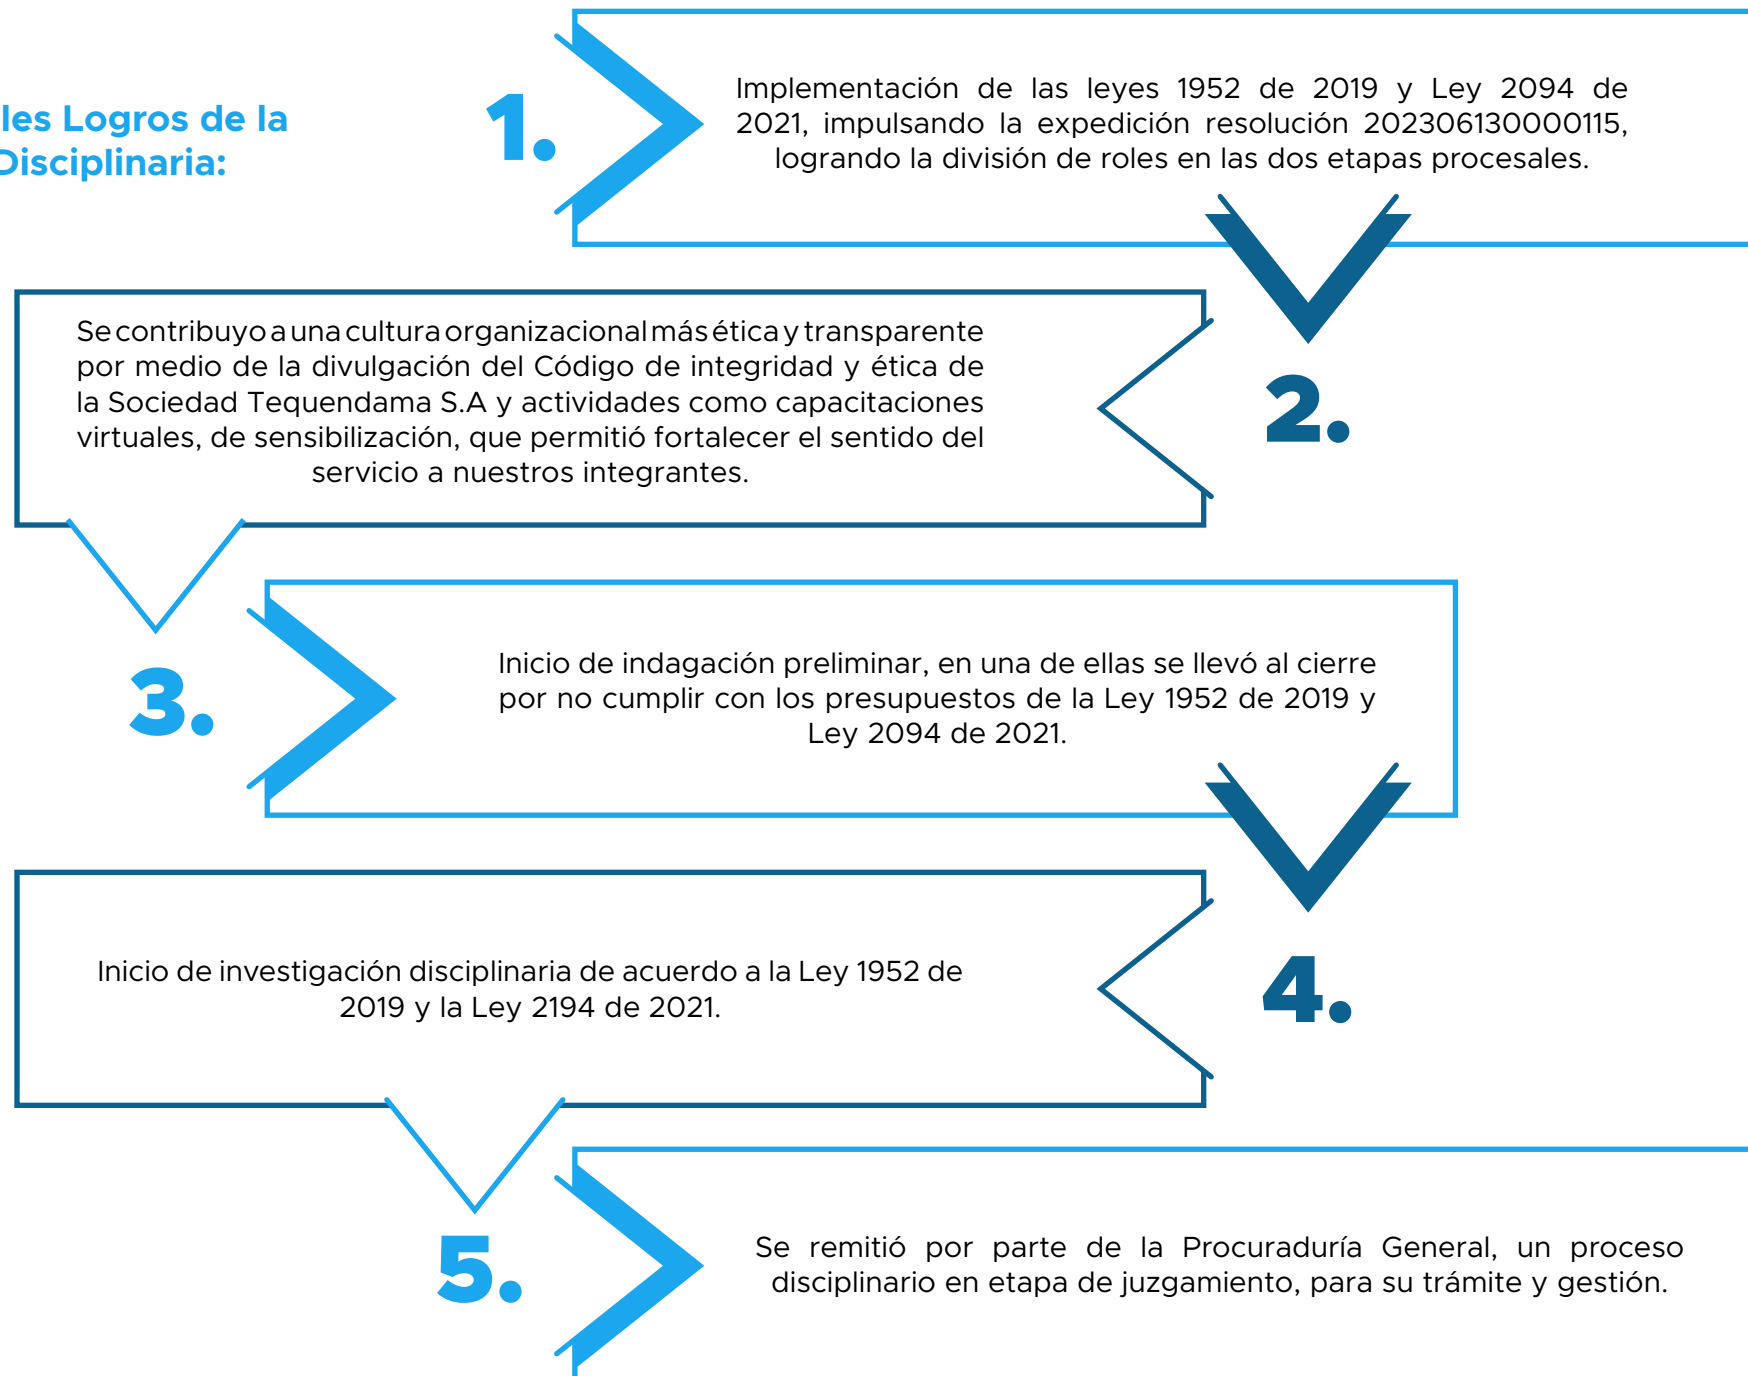 les Logros de la
Disciplinaria:
1.
Implementación de las leyes 1952 de 2019 y Ley 2094 de
2021, impulsando la expedición resolución 202306130000115,
logrando la división de roles en las dos etapas procesales.
Se contribuyo a una cultura organizacional más ética y transparente
por medio de la divulgación del Código de integridad y ética de
la Sociedad Tequendama S.A y actividades como capacitaciones
virtuales, de sensibilización, que permitió fortalecer el sentido del
servicio a nuestros integrantes.
2.
3.
Inicio de indagación preliminar, en una de ellas se llevó al cierre
por no cumplir con los presupuestos de la Ley 1952 de 2019 y
Ley 2094 de 2021.
Inicio de investigación disciplinaria de acuerdo a la Ley 1952 de
2019 y la Ley 2194 de 2021.
4.
5.
Se remitió por parte de la Procuraduría General, un proceso
disciplinario en etapa de juzgamiento, para su trámite y gestión.